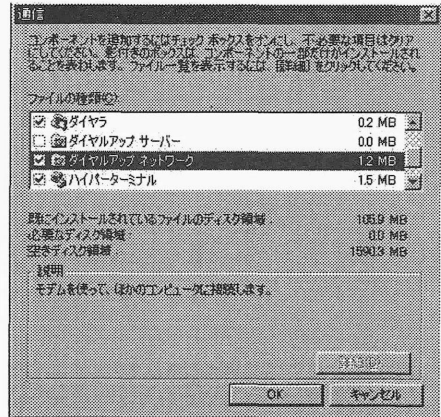 通信
コンポーネントを追加するにはチェック ボックスをオンにし、不必要な項目はクリア
にしてください。影付きのボックスは、コンポーネントの一部だけがインストールされ
ることを表わします。ファイル一覧を表示するには、[詳細] をクリックしてください。
ファイルの種類(C):
ダイヤラ 0.2 MB
ダイヤルアップ サーバー 0.0 MB
ダイヤルアップ ネットワーク 1.2 MB
ハイパーターミナル 1.5 MB
既にインストールされているファイルのディスク領域: 105.9 MB
必要なディスク領域: 0.0 MB
空きディスク領域: 1590.3 MB
説明
モデムを使って、ほかのコンピュータに接続します。
詳細(D)
OK キャンセル